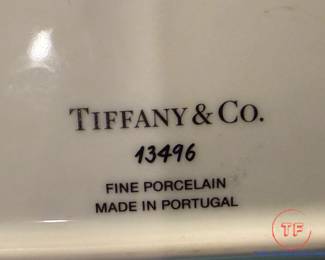 TIFFANY & CO.
13496
FINE PORCELAIN
MADE IN PORTUGAL
TF